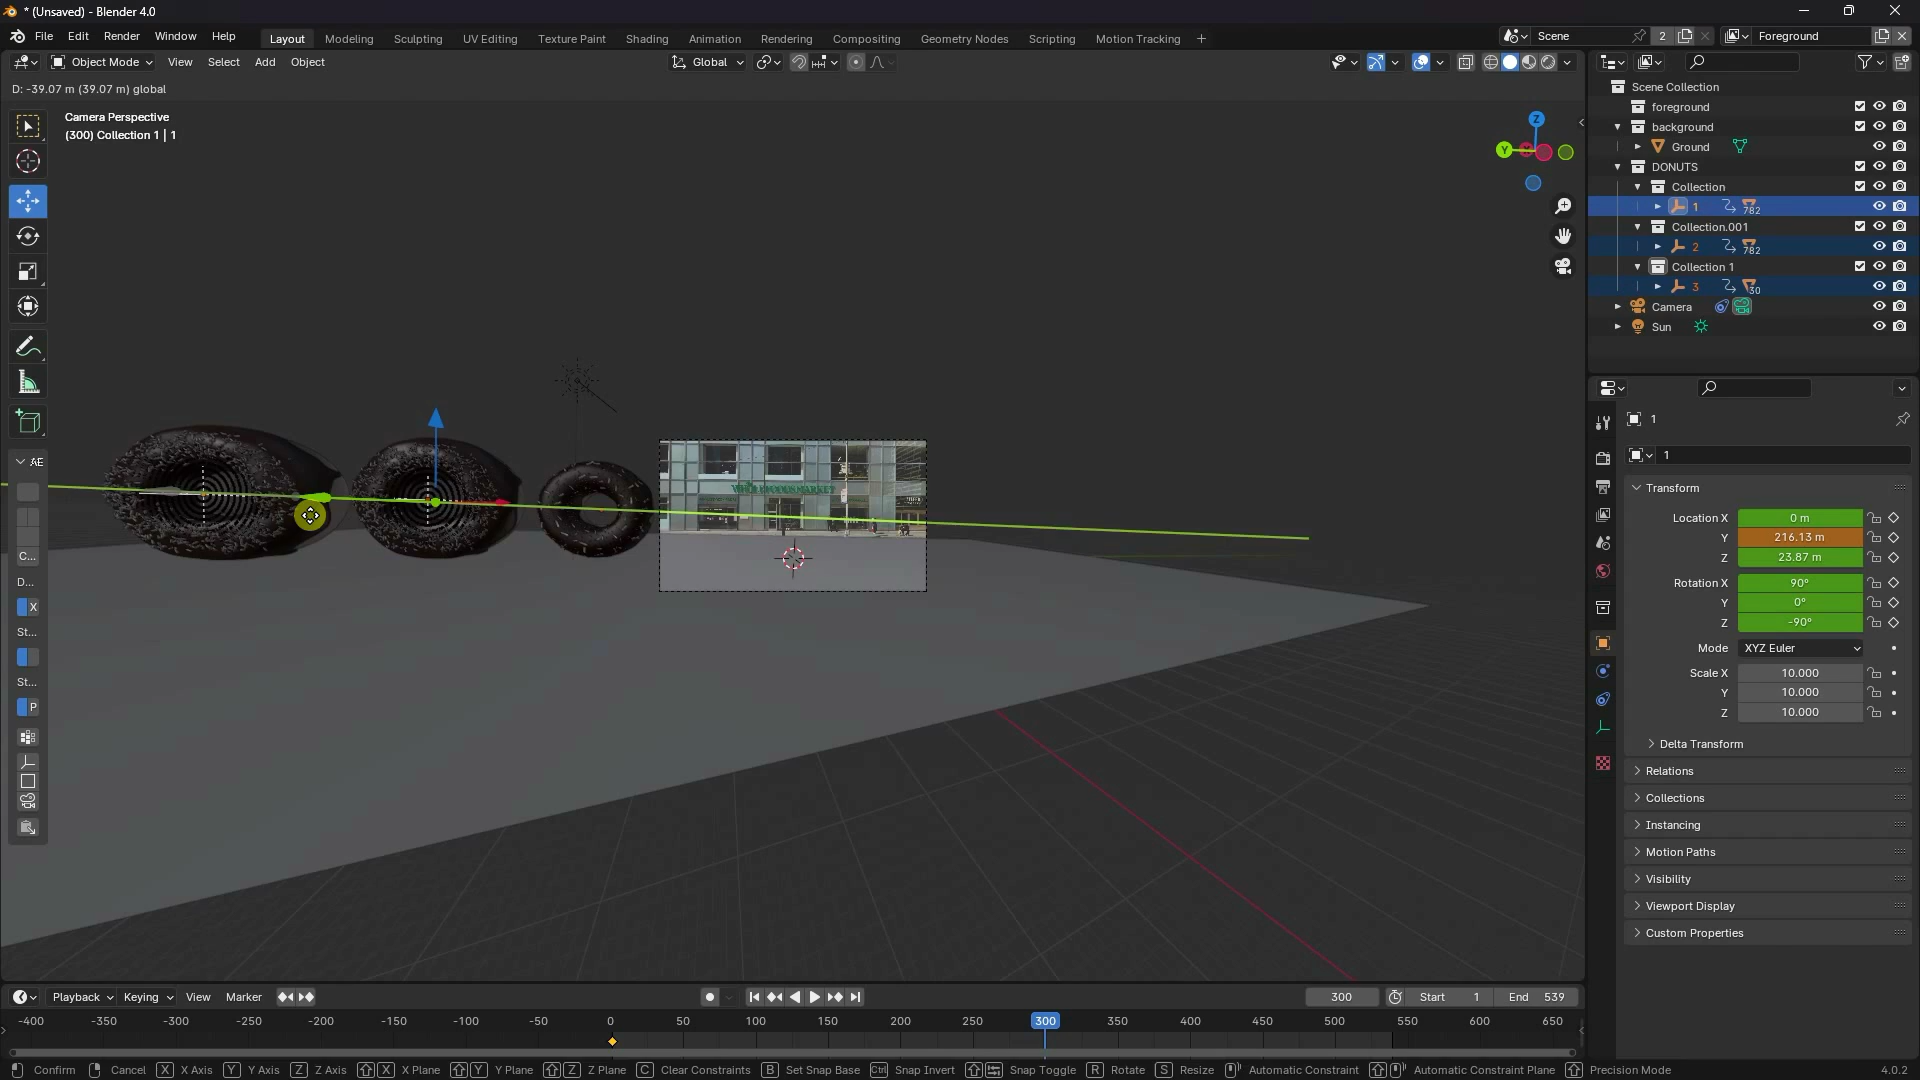 * (Unsaved) - Blender 4.0
File Edit Render Window Help
Layout Modeling Sculpting UV Editing Texture Paint Shading Animation Rendering Compositing Geometry Nodes Scripting Motion Tracking +
Scene 2
Foreground
Object Mode View Select Add Object
Global
D: -39.07 m (39.07 m) global
Camera Perspective
(300) Collection 1 | 1
Z
Y
AE
C...
D...
X
St...
St...
P
WHOLE FOODS MARKET
Scene Collection
foreground
background
Ground
DONUTS
Collection
1 782
Collection.001
2 782
Collection 1
3 30
Camera
Sun
1
1
Transform
Location X 0 m
Y 216.13 m
Z 23.87 m
Rotation X 90°
Y 0°
Z -90°
Mode XYZ Euler
Scale X 10.000
Y 10.000
Z 10.000
Delta Transform
Relations
Collections
Instancing
Motion Paths
Visibility
Viewport Display
Custom Properties
Playback Keying View Marker
300 Start 1 End 539
-400 -350 -300 -250 -200 -150 -100 -50 0 50 100 150 200 250 300 350 400 450 500 550 600 650
Confirm Cancel X X Axis Y Y Axis Z Z Axis X X Plane Y Y Plane Z Z Plane C Clear Constraints B Set Snap Base Ctrl Snap Invert Snap Toggle R Rotate S Resize Automatic Constraint Automatic Constraint Plane Precision Mode 4.0.2